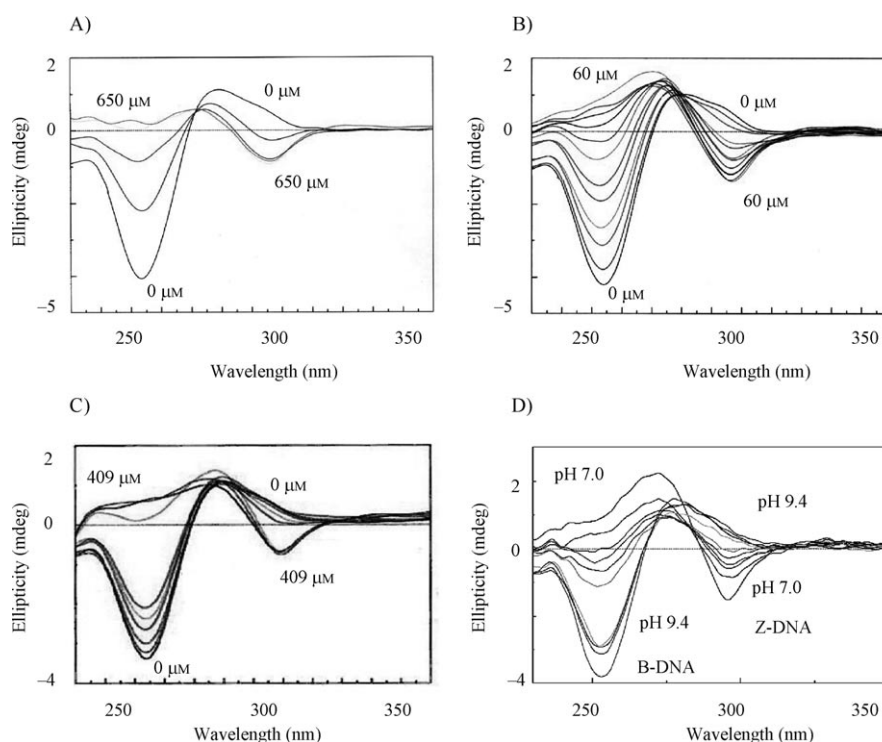 A)
2
0
−5
Ellipticity (mdeg)
650 μM
0 μM
650 μM
0 μM
250
300
350
Wavelength (nm)
B)
2
0
−5
Ellipticity (mdeg)
60 μM
0 μM
60 μM
0 μM
250
300
350
Wavelength (nm)
C)
2
0
−4
Ellipticity (mdeg)
409 μM
0 μM
409 μM
0 μM
250
300
350
Wavelength (nm)
D)
2
0
−4
Ellipticity (mdeg)
pH 7.0
pH 9.4
pH 7.0
pH 9.4
Z-DNA
B-DNA
250
300
350
Wavelength (nm)